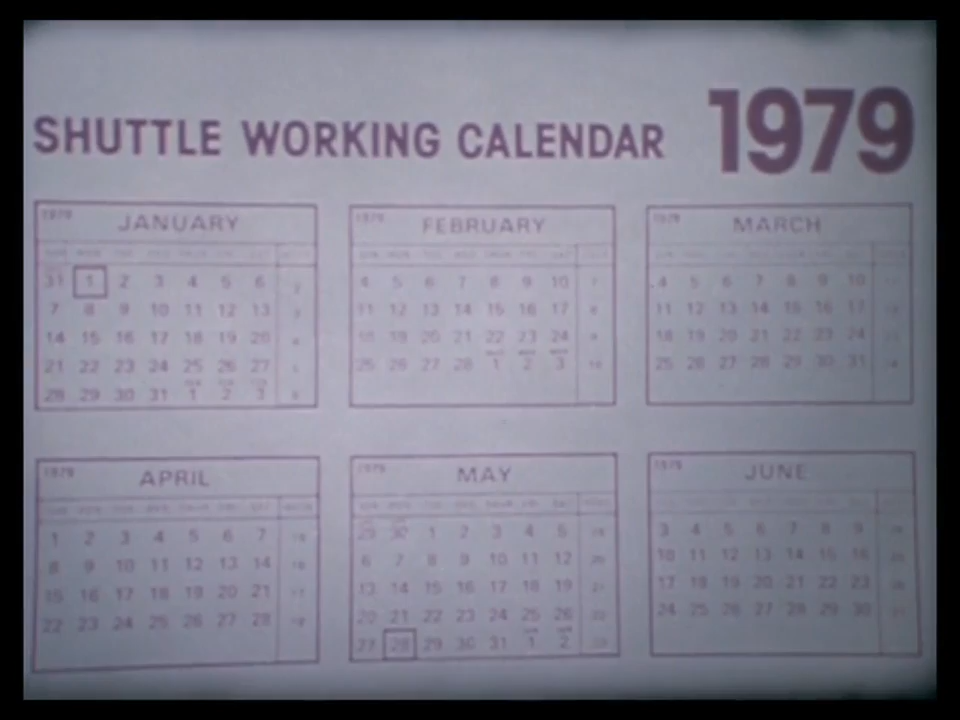 SHUTTLE WORKING CALENDAR 1979
1979 JANUARY
31 1 2 3 4 5 6
7 8 9 10 11 12 13
14 15 16 17 18 19 20
21 22 23 24 25 26 27
28 29 30 31 1 2 3
1979 FEBRUARY
4 5 6 7 8 9 10
11 12 13 14 15 16 17
18 19 20 21 22 23 24
25 26 27 28 1 2 3
1979 MARCH
4 5 6 7 8 9 10
11 12 13 14 15 16 17
18 19 20 21 22 23 24
25 26 27 28 29 30 31
1979 APRIL
1 2 3 4 5 6 7
8 9 10 11 12 13 14
15 16 17 18 19 20 21
22 23 24 25 26 27 28
1979 MAY
29 30 1 2 3 4 5
6 7 8 9 10 11 12
13 14 15 16 17 18 19
20 21 22 23 24 25 26
27 28 29 30 31 1 2
1979 JUNE
3 4 5 6 7 8 9
10 11 12 13 14 15 16
17 18 19 20 21 22 23
24 25 26 27 28 29 30